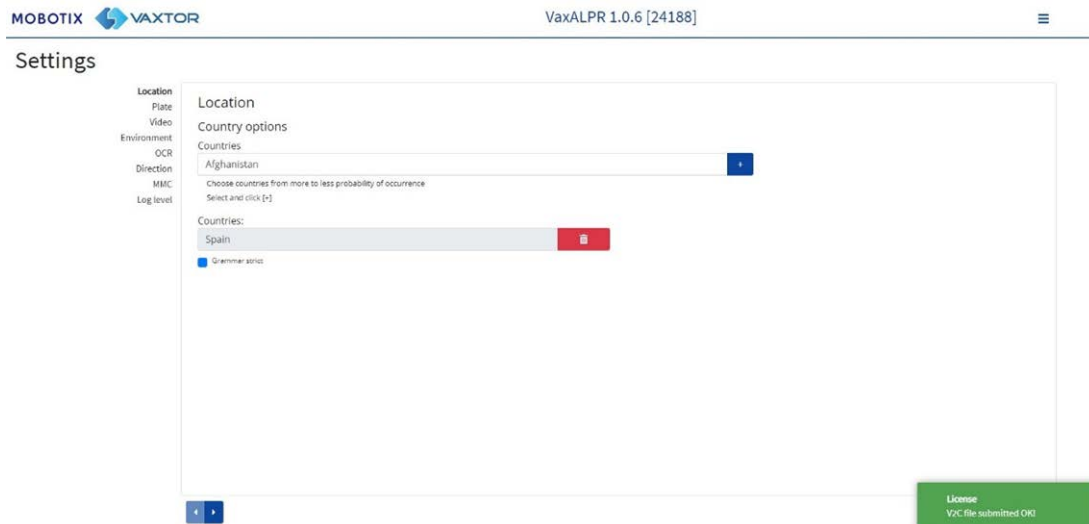 MOBOTIX VAXTOR
VaxALPR 1.0.6 [24188]
Settings
Location
Plate
Video
Environment
OCR
Direction
MMC
Log level
Location
Country options
Countries
Afghanistan
+
Choose countries from more to less probability of occurrence
Select and click [+]
Countries:
Spain
Grammar strict
License
V2C file submitted OK!